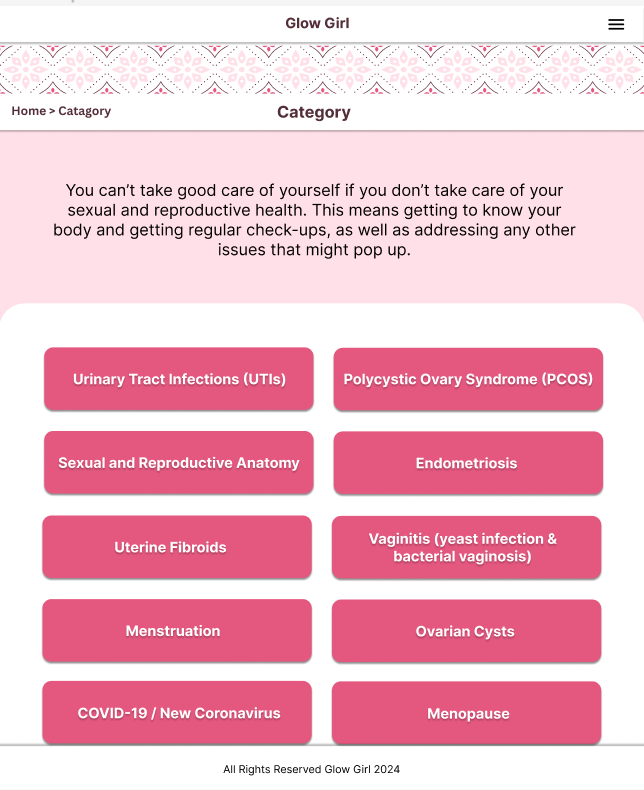 Glow Girl
Home > Catagory
Category
You can't take good care of yourself if you don't take care of your
sexual and reproductive health. This means getting to know your
body and getting regular check-ups, as well as addressing any other
issues that might pop up.
Urinary Tract Infections (UTIs)
Polycystic Ovary Syndrome (PCOS)
Sexual and Reproductive Anatomy
Endometriosis
Uterine Fibroids
Vaginitis (yeast infection &
bacterial vaginosis)
Menstruation
Ovarian Cysts
COVID-19 / New Coronavirus
Menopause
All Rights Reserved Glow Girl 2024